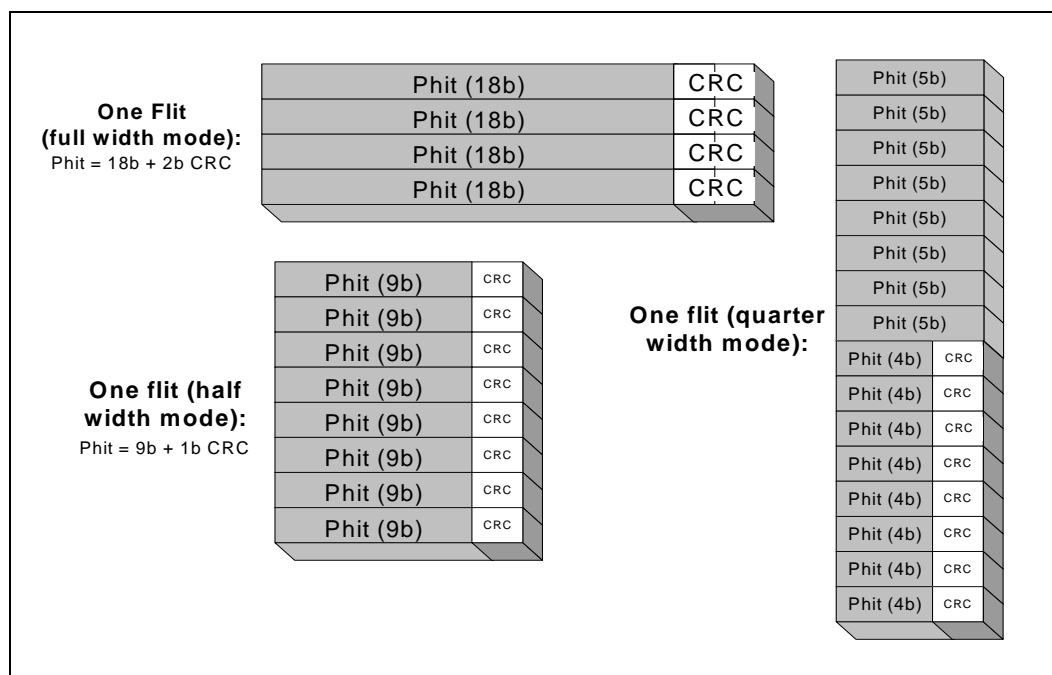 One Flit
(full width mode):
Phit = 18b + 2b CRC
Phit (18b) CRC
Phit (18b) CRC
Phit (18b) CRC
Phit (18b) CRC
One flit (half
width mode):
Phit = 9b + 1b CRC
Phit (9b) CRC
Phit (9b) CRC
Phit (9b) CRC
Phit (9b) CRC
Phit (9b) CRC
Phit (9b) CRC
Phit (9b) CRC
Phit (9b) CRC
One flit (quarter
width mode):
Phit (5b)
Phit (5b)
Phit (5b)
Phit (5b)
Phit (5b)
Phit (5b)
Phit (5b)
Phit (5b)
Phit (4b) CRC
Phit (4b) CRC
Phit (4b) CRC
Phit (4b) CRC
Phit (4b) CRC
Phit (4b) CRC
Phit (4b) CRC
Phit (4b) CRC